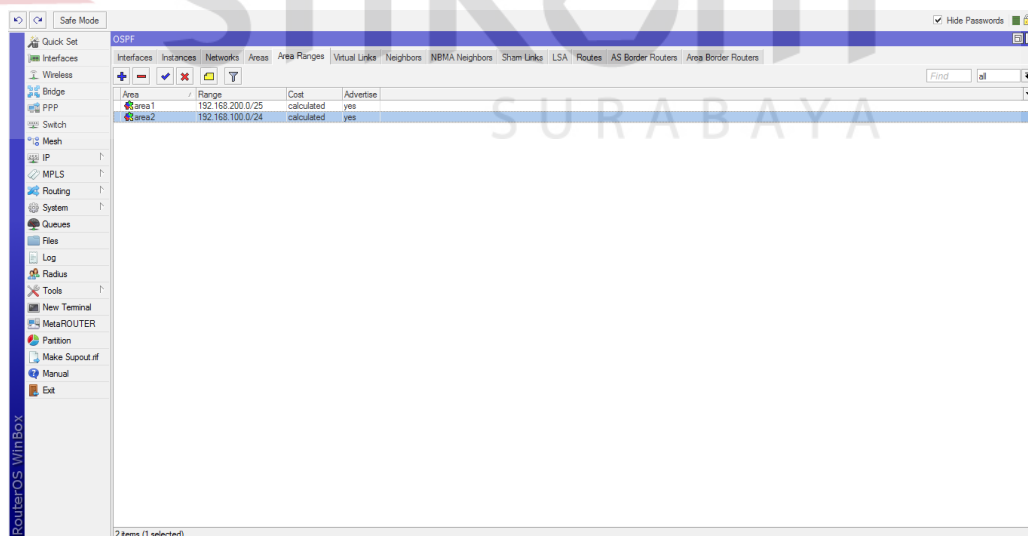 Safe Mode
Hide Passwords
Quick Set
Interfaces
Wireless
Bridge
PPP
Switch
Mesh
IP
MPLS
Routing
System
Queues
Files
Log
Radius
Tools
New Terminal
MetaROUTER
Partition
Make Supout.rif
Manual
Exit
RouterOS WinBox
OSPF
Interfaces Instances Networks Areas Area Ranges Virtual Links Neighbors NBMA Neighbors Sham Links LSA Routes AS Border Routers Area Border Routers
Find all
Area Range Cost Advertise
area1 192.168.200.0/25 calculated yes
area2 192.168.100.0/24 calculated yes
SURABAYA
2 items (1 selected)